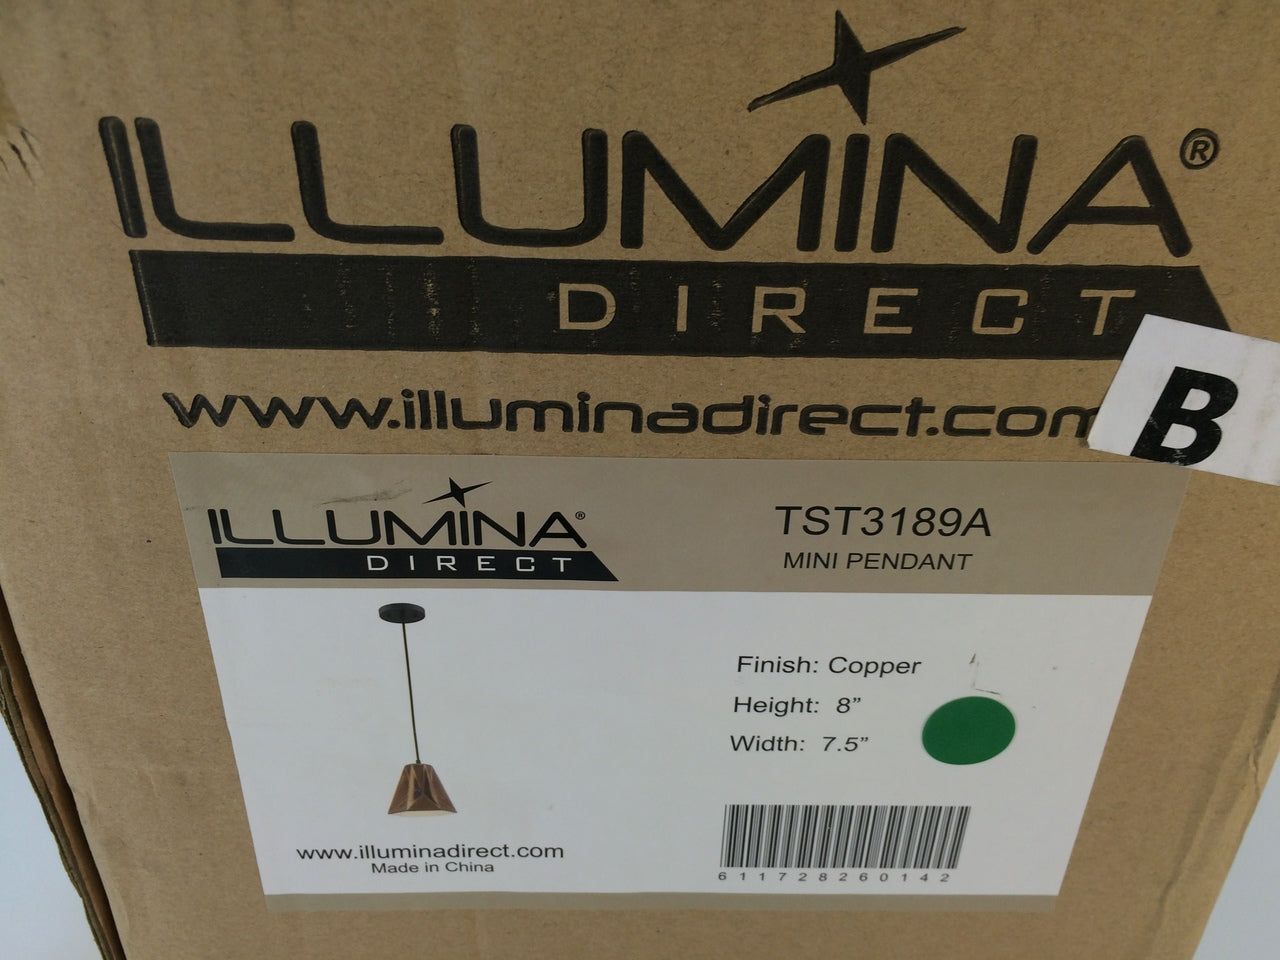 ILLUMINA®
DIRECT
www.illuminadirect.com
B
ILLUMINA®
DIRECT
TST3189A
MINI PENDANT
Finish: Copper
Height: 8”
Width: 7.5”
www.illuminadirect.com
Made in China
611728260142